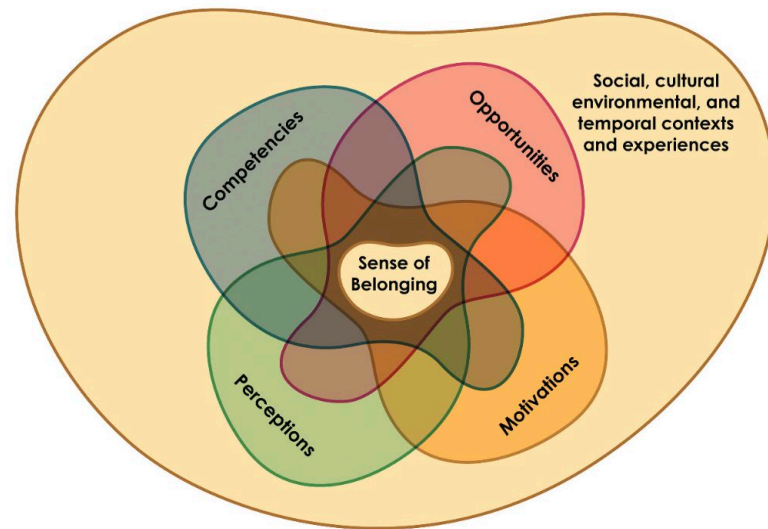 Social, cultural
environmental, and
temporal contexts
and experiences
Competencies
Opportunities
Sense of
Belonging
Perceptions
Motivations